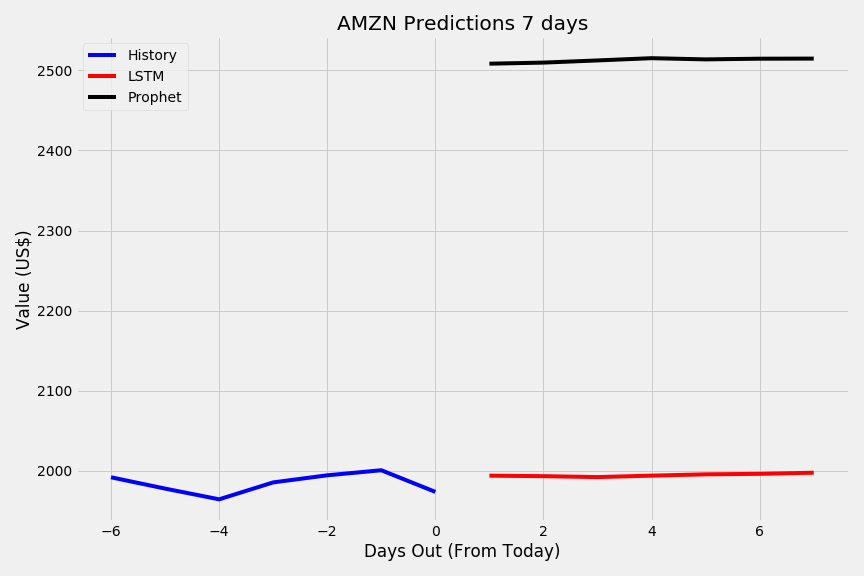 AMZN Predictions 7 days
History
LSTM
Prophet
Value (US$)
2500
2400
2300
2200
2100
2000
−6 −4 −2 0 2 4 6
Days Out (From Today)